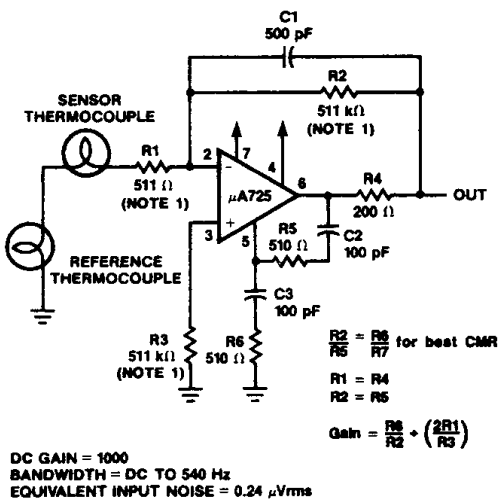 C1
500 pF
R2
511 kΩ
(NOTE 1)
SENSOR
THERMOCOUPLE
R1
511 Ω
(NOTE 1)
2
−
7
4
μA725
6
R4
200 Ω
OUT
+
3
5
R5
510 Ω
C2
100 pF
REFERENCE
THERMOCOUPLE
C3
100 pF
R3
511 kΩ
(NOTE 1)
R6
510 Ω
R2/R5 = R6/R7 for best CMR
R1 = R4
R2 = R5
Gain = R6/R2 + (2R1/R3)
DC GAIN = 1000
BANDWIDTH = DC TO 540 Hz
EQUIVALENT INPUT NOISE = 0.24 μVrms